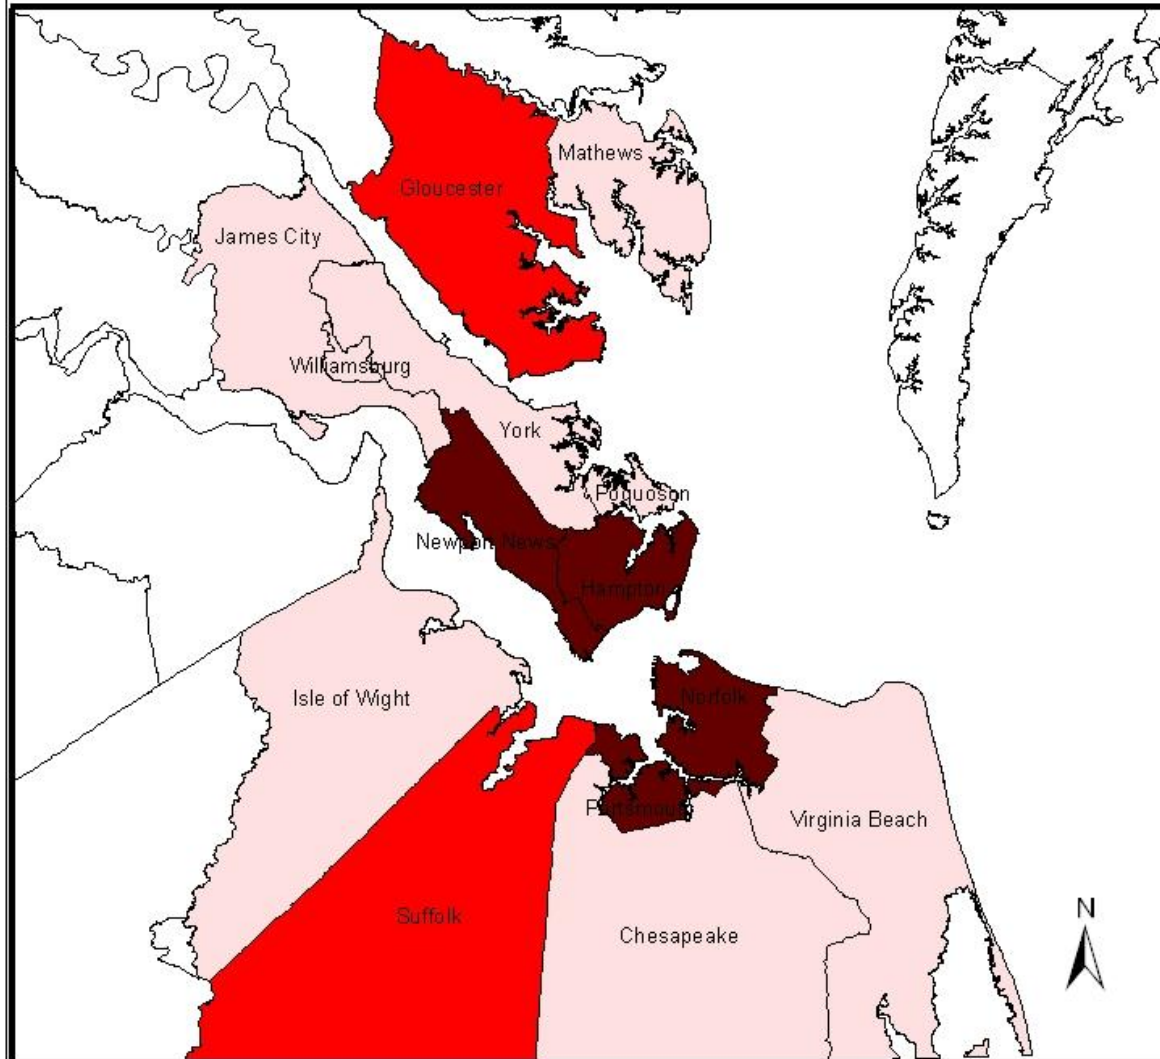 Mathews
Gloucester
James City
Williamsburg
York
Poquoson
Newport News
Hampton
Isle of Wight
Norfolk
Portsmouth
Virginia Beach
Suffolk
Chesapeake
N